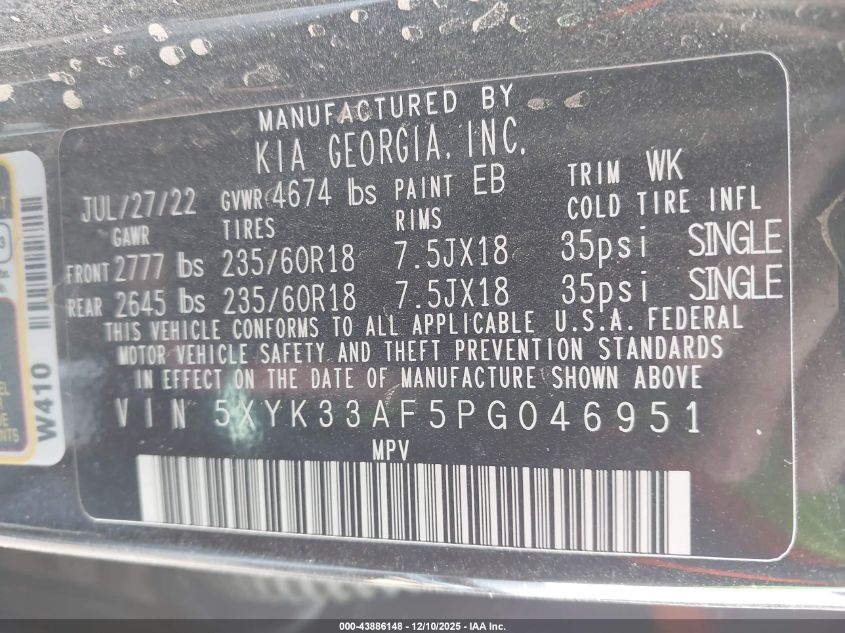 MANUFACTURED BY
KIA GEORGIA, INC.
JUL/27/22 GVWR 4674 lbs PAINT EB TRIM WK
GAWR TIRES RIMS COLD TIRE INFL
FRONT 2777 lbs 235/60R18 7.5JX18 35psi SINGLE
REAR 2645 lbs 235/60R18 7.5JX18 35psi SINGLE
THIS VEHICLE CONFORMS TO ALL APPLICABLE U.S.A. FEDERAL
MOTOR VEHICLE SAFETY AND THEFT PREVENTION STANDARDS
IN EFFECT ON THE DATE OF MANUFACTURE SHOWN ABOVE
VIN 5XYK33AF5PG046951
MPV
W410
000-43886148 - 12/10/2025 - IAA Inc.